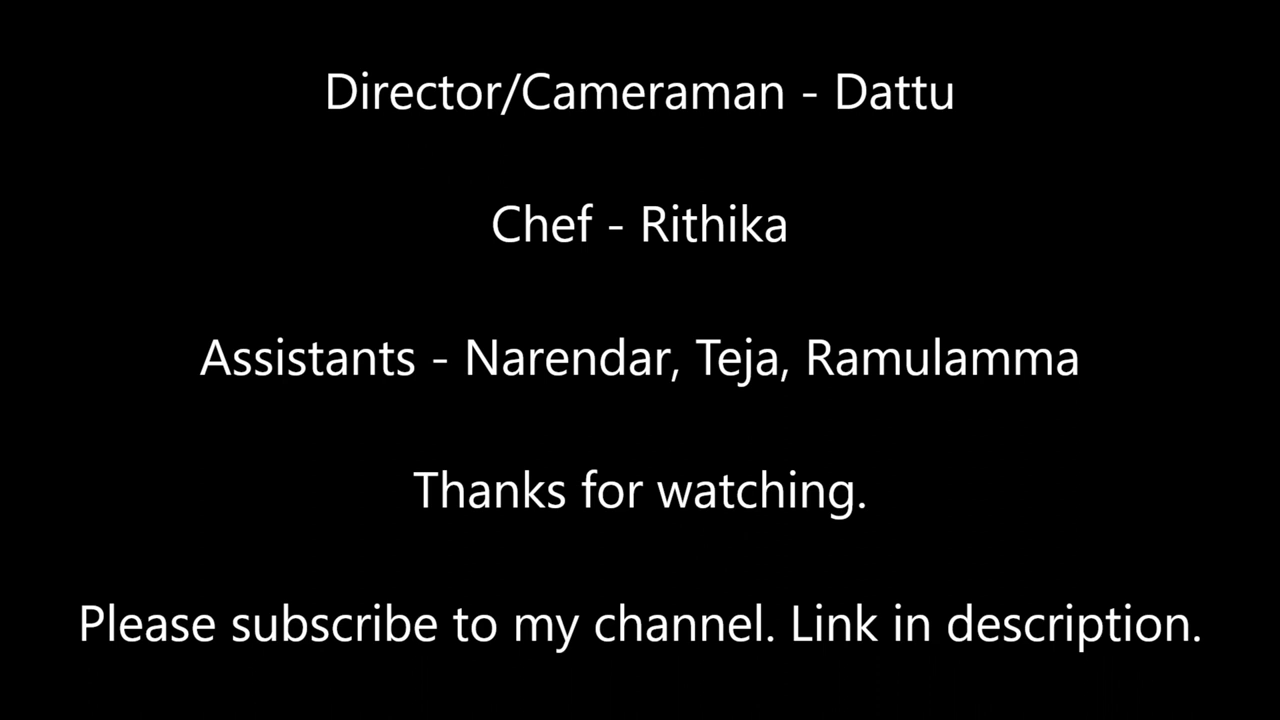 Director/Cameraman - Dattu
Chef - Rithika
Assistants - Narendar, Teja, Ramulamma
Thanks for watching.
Please subscribe to my channel. Link in description.